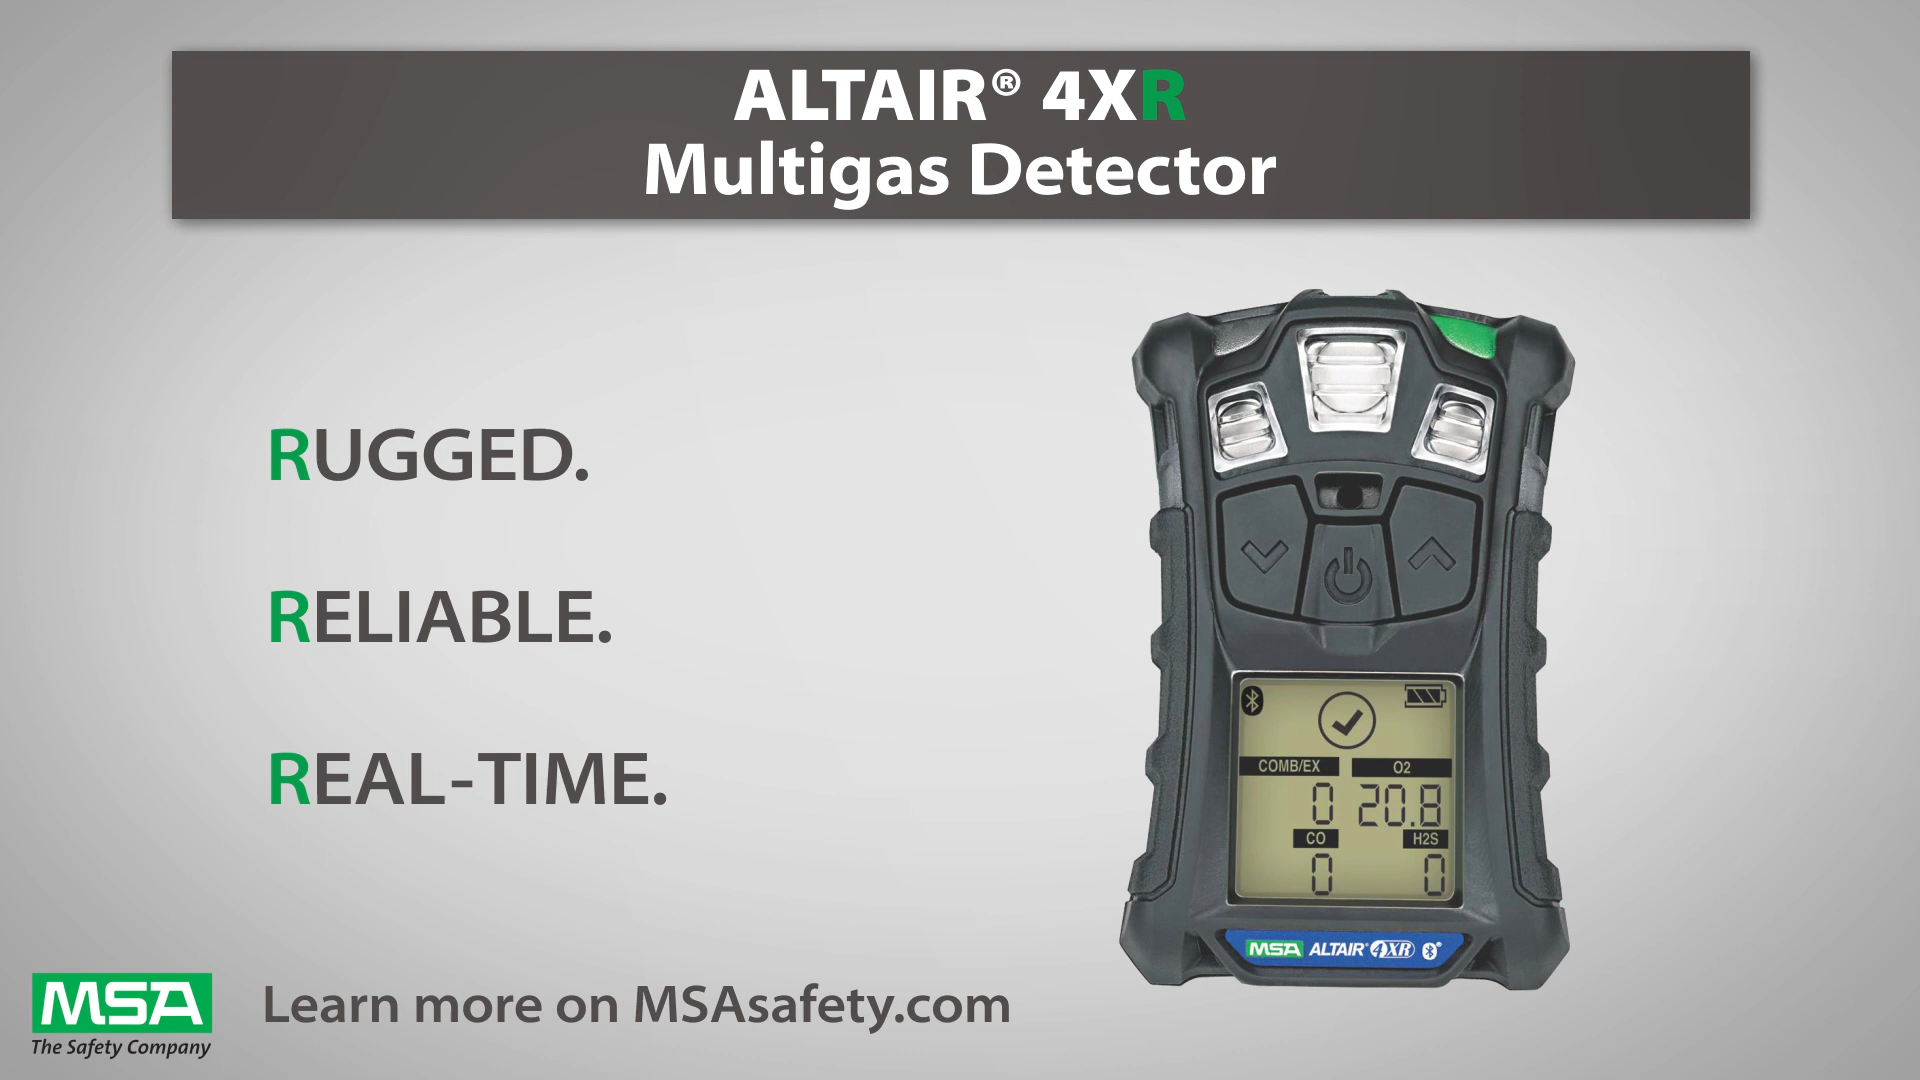 ALTAIR® 4XR
Multigas Detector
RUGGED.
RELIABLE.
REAL-TIME.
COMB/EX O2
0 20.8
CO H2S
0 0
MSA ALTAIR® 4XR
MSA
The Safety Company
Learn more on MSAsafety.com